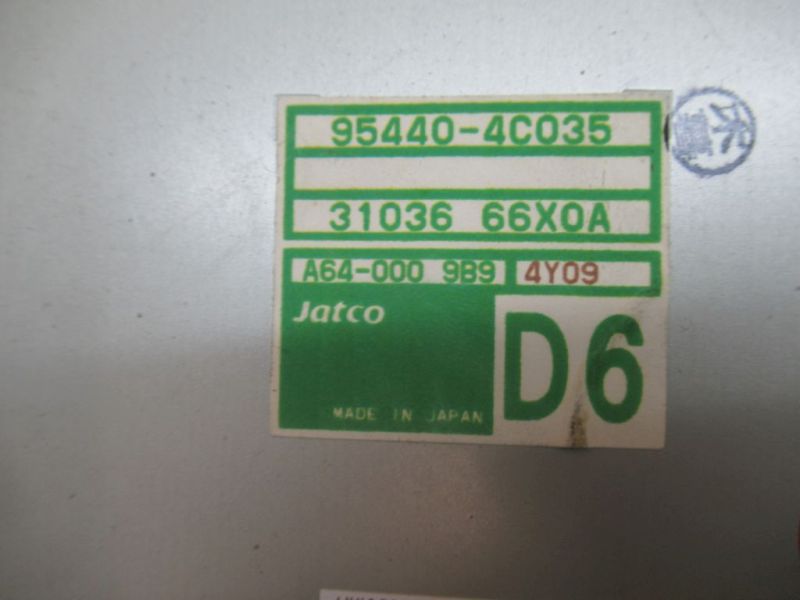 95440-4C035
31036 66X0A
A64-000 9B9 4Y09
Jatco
D6
MADE IN JAPAN